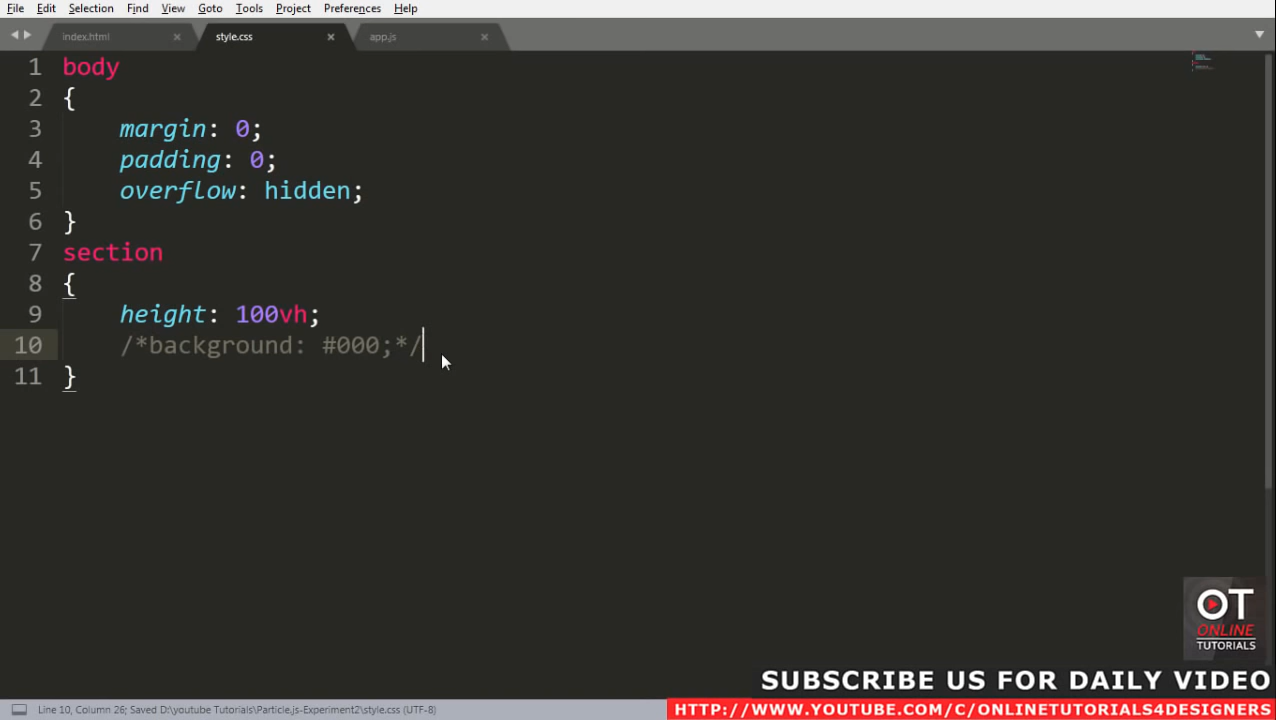 File Edit Selection Find View Goto Tools Project Preferences Help
index.html × style.css × app.js ×
1 body
2 {
3 margin: 0;
4 padding: 0;
5 overflow: hidden;
6 }
7 section
8 {
9 height: 100vh;
10 /*background: #000;*/
11 }
OT
ONLINE
TUTORIALS
SUBSCRIBE US FOR DAILY VIDEO
Line 10, Column 26; Saved D:\youtube Tutorials\Particle.js-Experiment2\style.css (UTF-8)
HTTP://WWW.YOUTUBE.COM/C/ONLINETUTORIALS4DESIGNERS